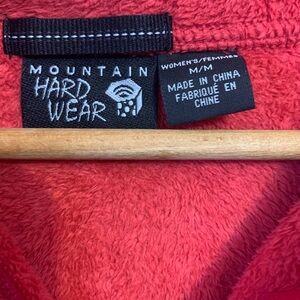 MOUNTAIN
HARD
WEAR
WOMEN'S/FEMMES
M/M
MADE IN CHINA
FABRIQUÉ EN
CHINE